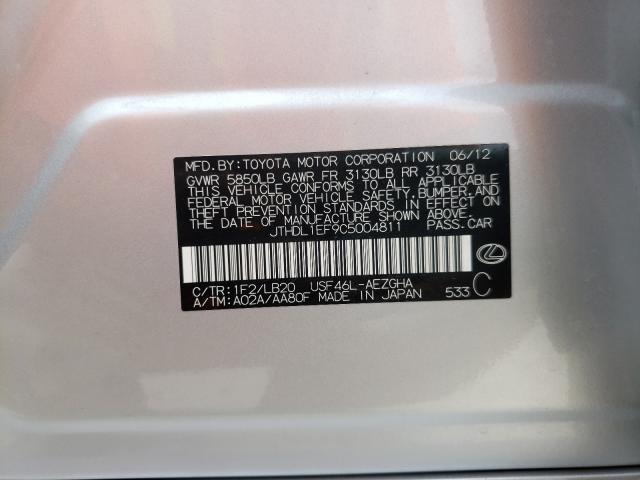 MFD. BY: TOYOTA MOTOR CORPORATION 06/12
GVWR 5850LB GAWR FR 3130LB RR 3130LB
THIS VEHICLE CONFORMS TO ALL APPLICABLE
FEDERAL MOTOR VEHICLE SAFETY, BUMPER, AND
THEFT PREVENTION STANDARDS IN EFFECT ON
THE DATE OF MANUFACTURE SHOWN ABOVE.
JTHDL1EF9C5004811 PASS. CAR
C/TR: 1F2/LB20 USF46L-AEZGHA
A/TM: A02A/AA80F MADE IN JAPAN 533 C